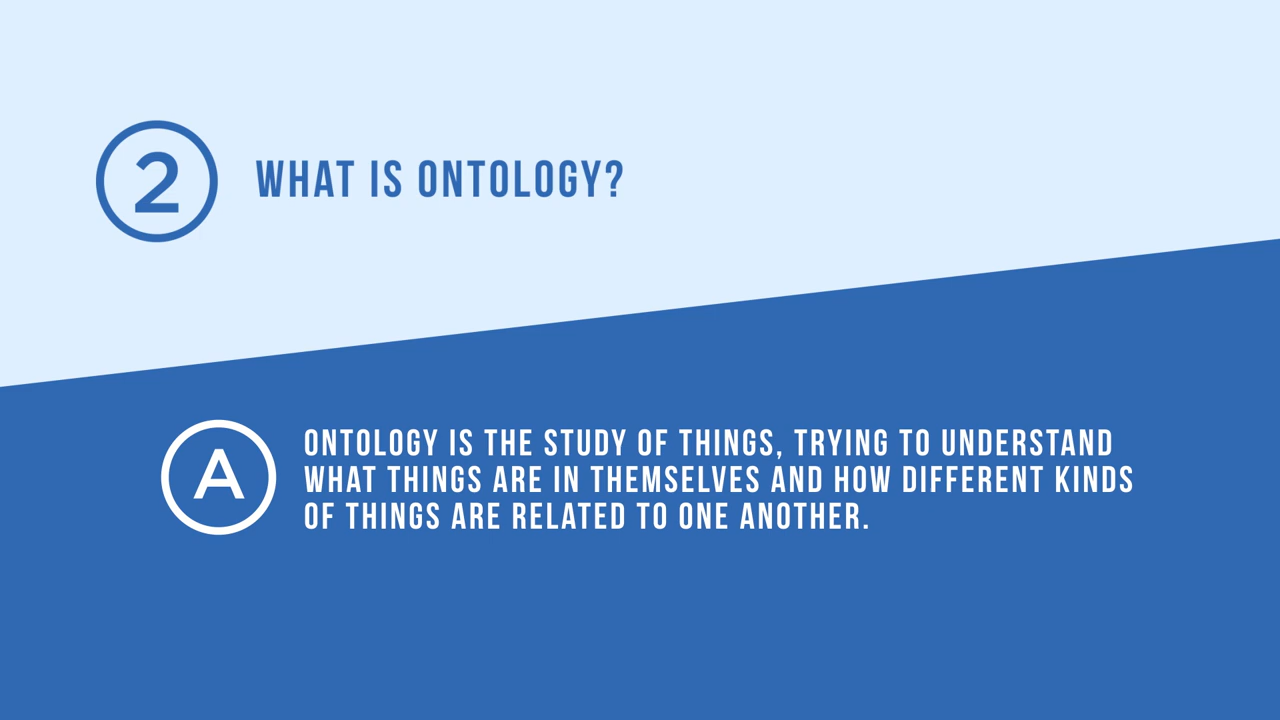 2
WHAT IS ONTOLOGY?
A
ONTOLOGY IS THE STUDY OF THINGS, TRYING TO UNDERSTAND
WHAT THINGS ARE IN THEMSELVES AND HOW DIFFERENT KINDS
OF THINGS ARE RELATED TO ONE ANOTHER.